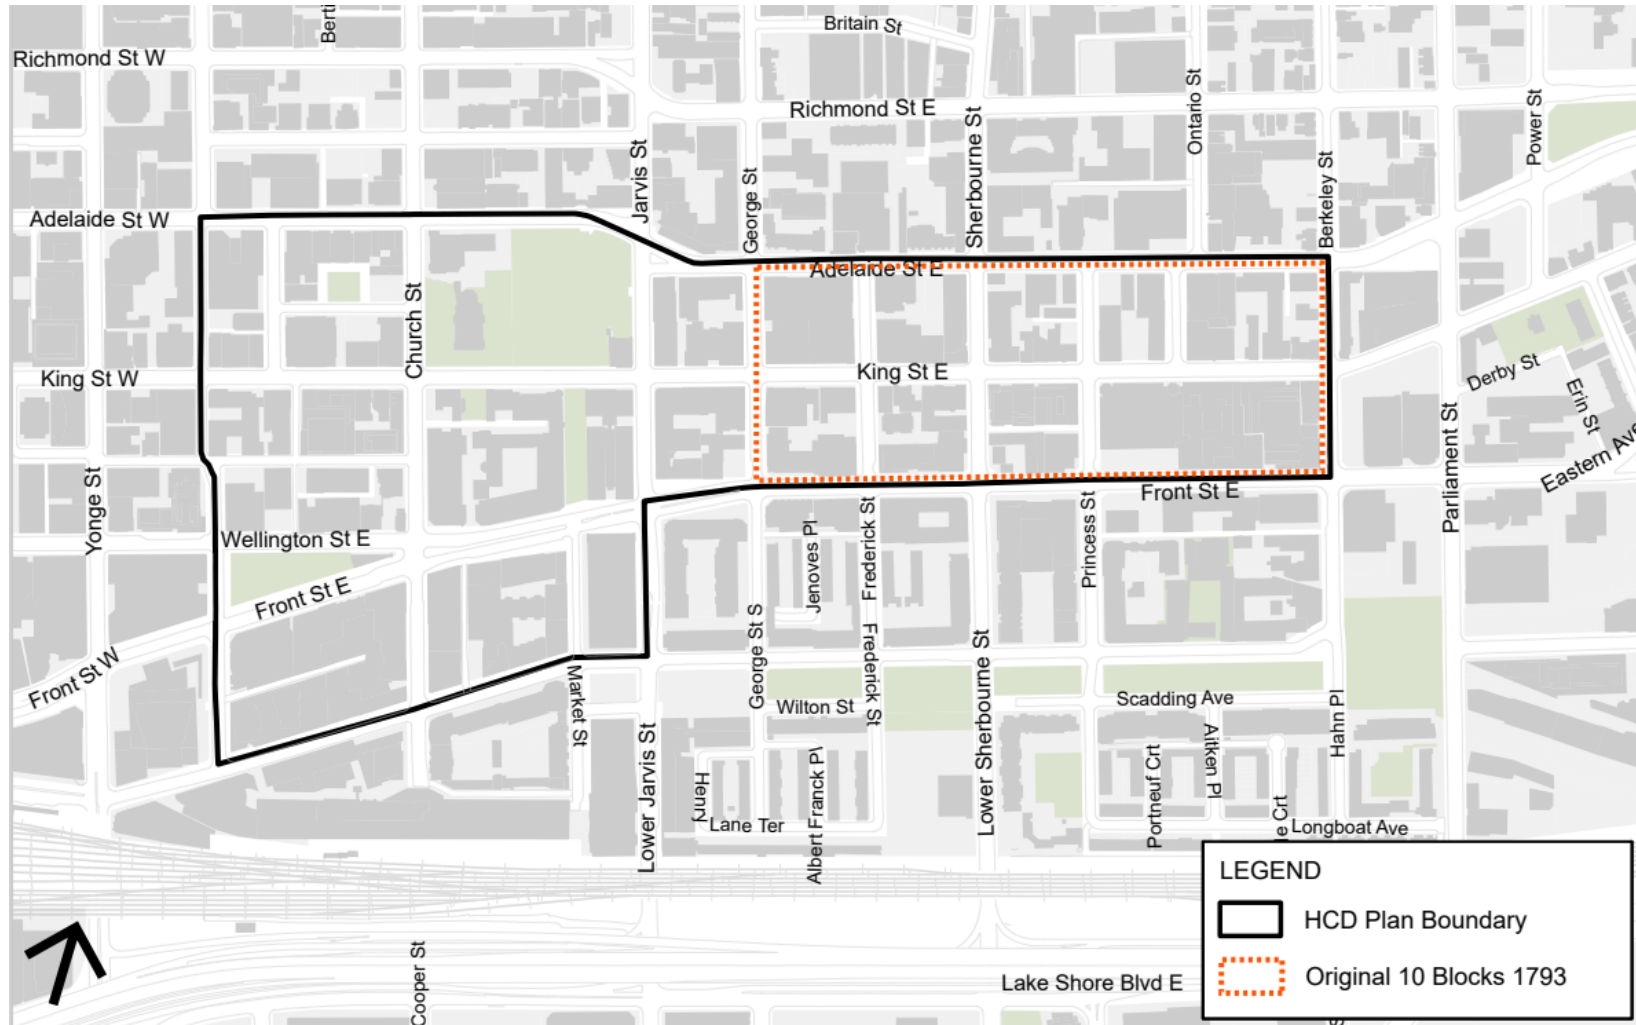 Berti
Britain St
Richmond St W
Richmond St E
Ontario St
Power St
Jarvis St
George St
Sherbourne St
Berkeley St
Adelaide St W
Adelaide St E
Church St
King St W
King St E
Derby St
Erin St
Parliament St
Eastern Ave
Yonge St
Wellington St E
Front St E
Princess St
Jenoves Pl
Frederick St
Front St E
Front St W
George St S
Frederick St
Lower Sherbourne St
Market St
Wilton St
Scadding Ave
Hahn Pl
Aitken Pl
Portneuf Crt
Lower Jarvis St
Henry
Lane Ter
Albert Franck Pl
e Crt
Longboat Ave
Cooper St
Lake Shore Blvd E
S
LEGEND
HCD Plan Boundary
Original 10 Blocks 1793